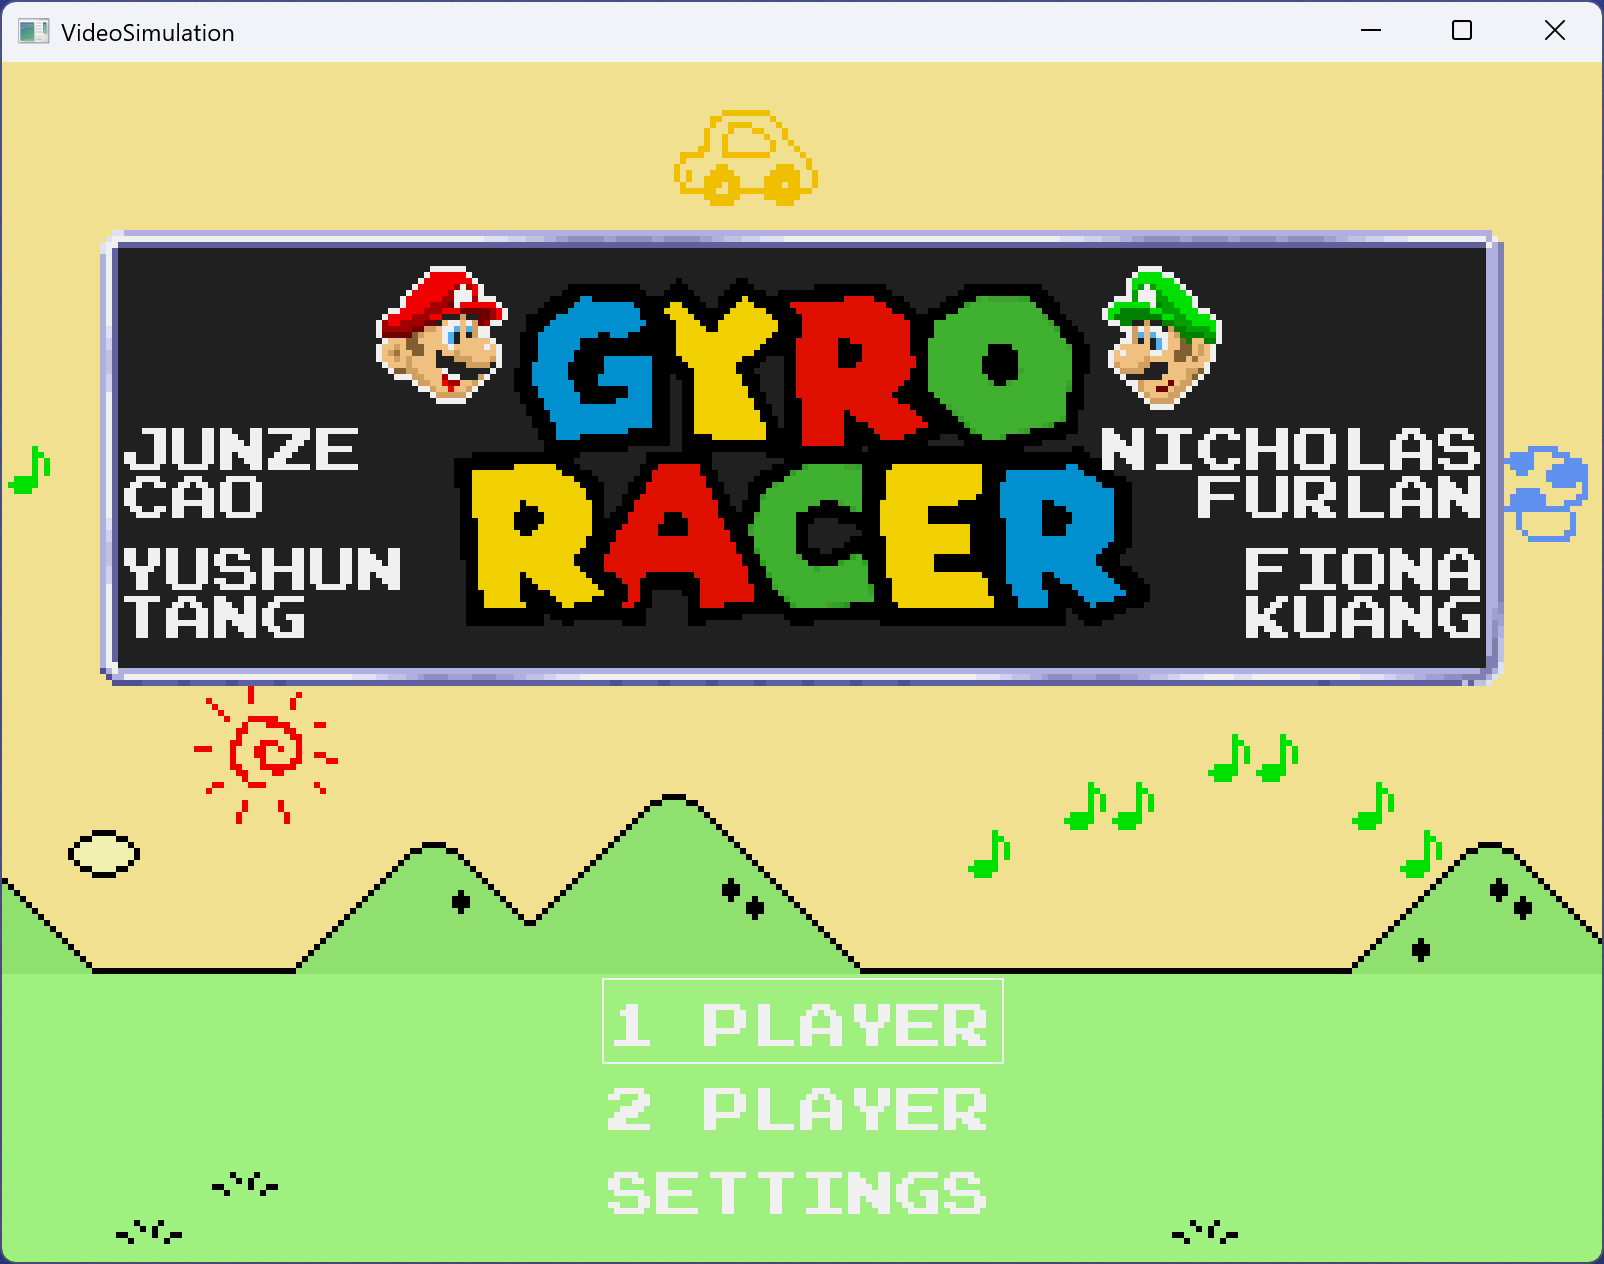 VideoSimulation
GYRO
RACER
JUNZE
CAO
YUSHUN
TANG
NICHOLAS
FURLAN
FIONA
KUANG
1 PLAYER
2 PLAYER
SETTINGS